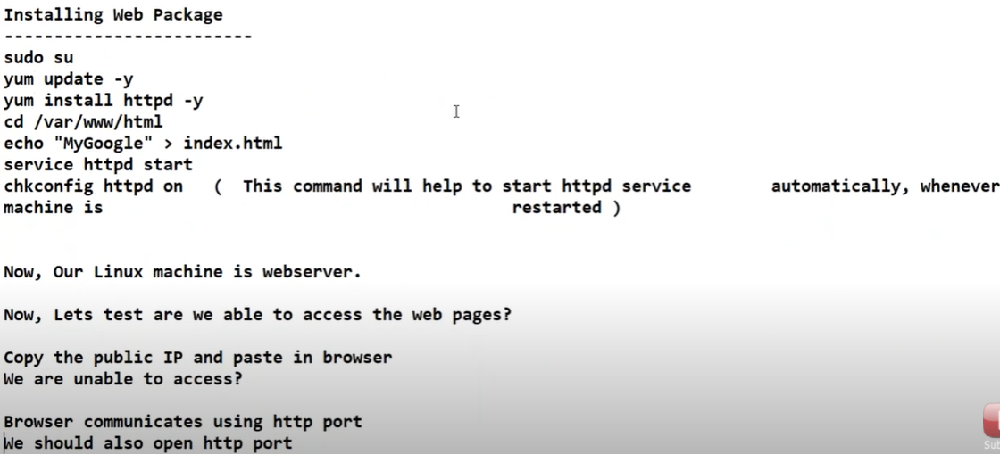 Installing Web Package
-------------------------
sudo su
yum update -y
yum install httpd -y
cd /var/www/html
echo "MyGoogle" > index.html
service httpd start
chkconfig httpd on   (  This command will help to start httpd service        automatically, whenever
machine is                                         restarted )
Now, Our Linux machine is webserver.
Now, Lets test are we able to access the web pages?
Copy the public IP and paste in browser
We are unable to access?
Browser communicates using http port
We should also open http port